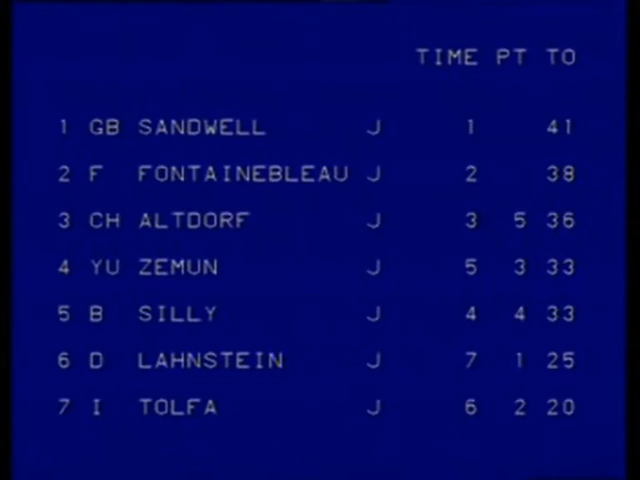 TIME PT TO
1 GB SANDWELL J 1 41
2 F FONTAINEBLEAU J 2 38
3 CH ALTDORF J 3 5 36
4 YU ZEMUN J 5 3 33
5 B SILLY J 4 4 33
6 D LAHNSTEIN J 7 1 25
7 I TOLFA J 6 2 20